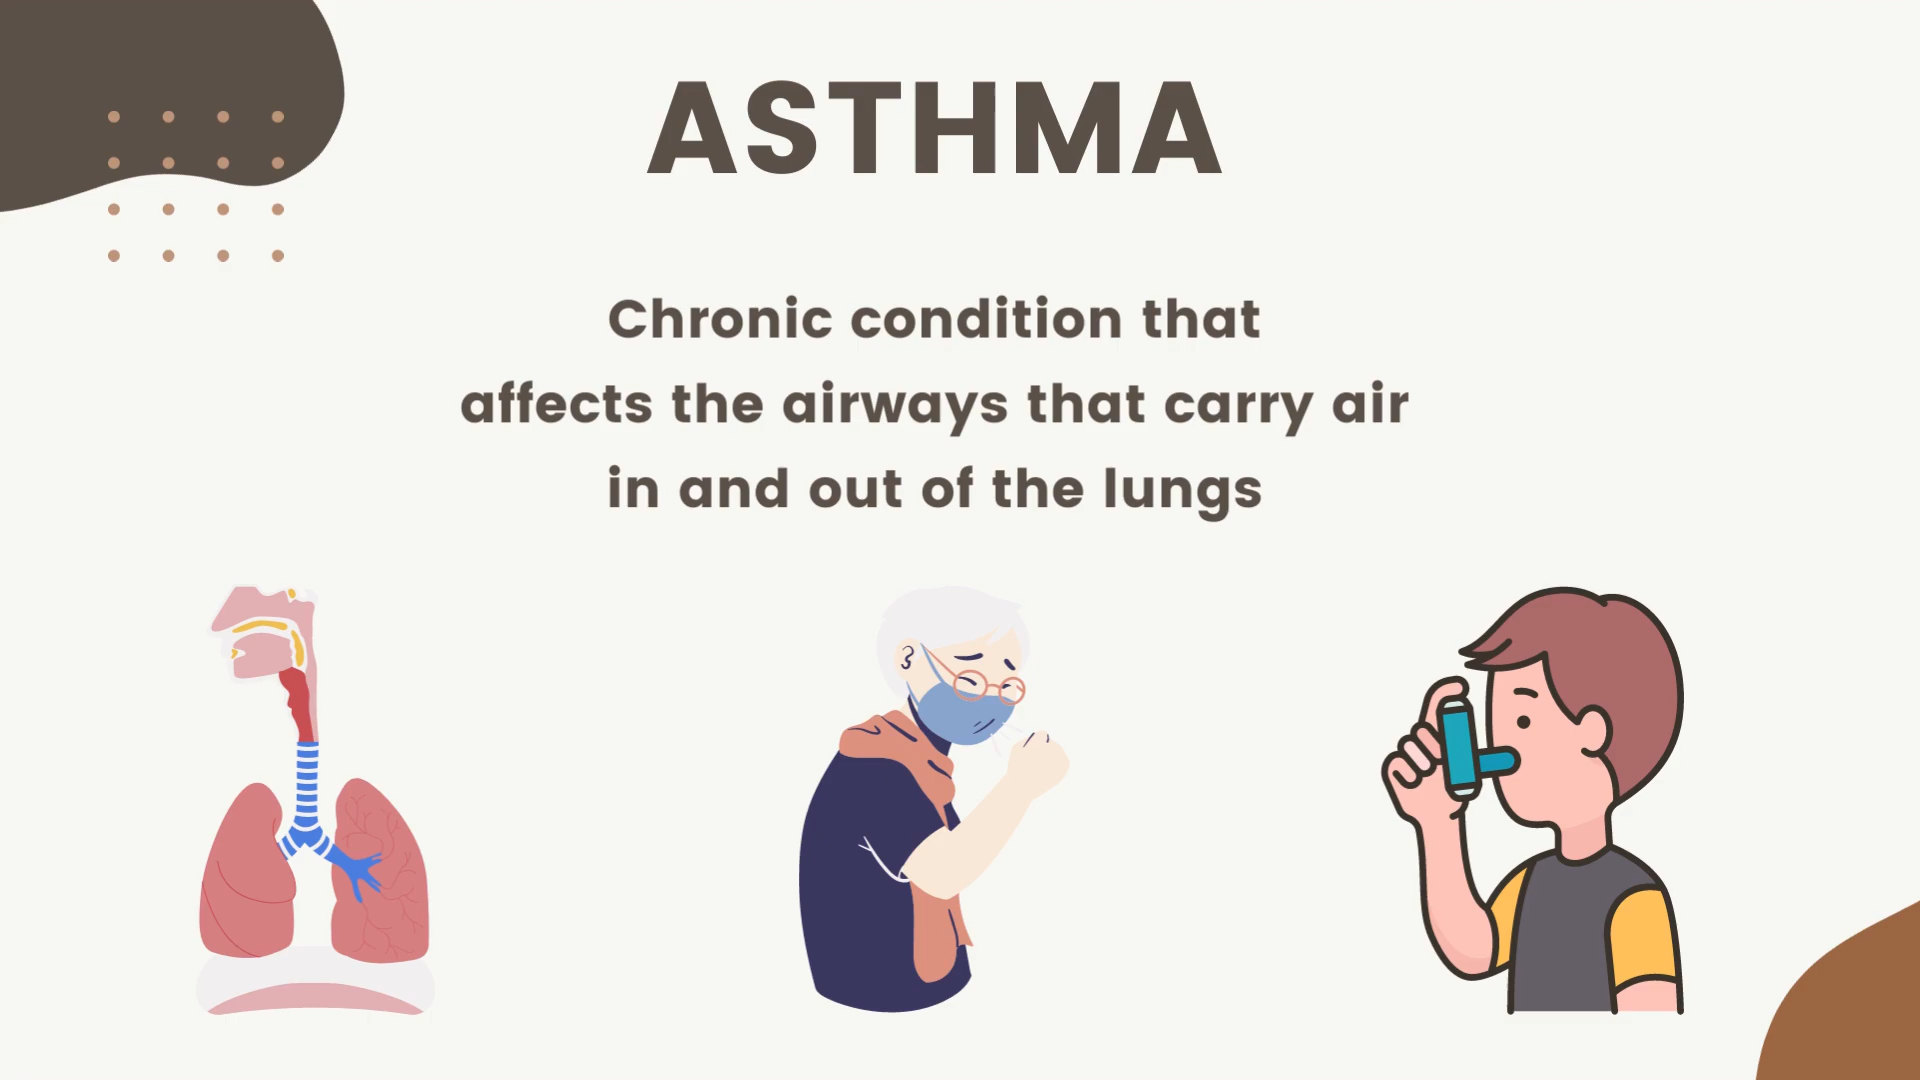 ASTHMA
Chronic condition that
affects the airways that carry air
in and out of the lungs